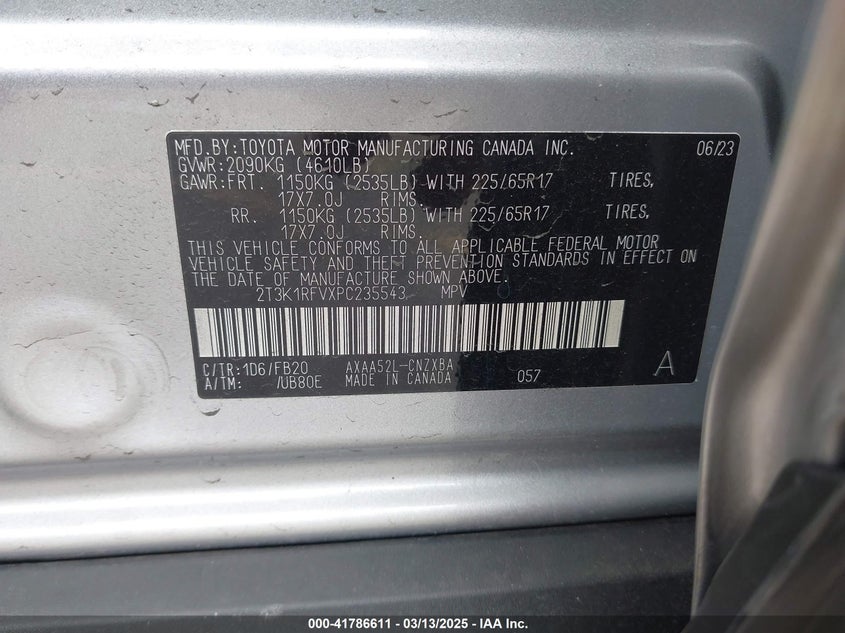 MFD.BY:TOYOTA MOTOR MANUFACTURING CANADA INC. 06/23
GVWR:2090KG (4610LB)
GAWR:FRT. 1150KG (2535LB) WITH 225/65R17 TIRES,
17X7.0J RIMS.
RR. 1150KG (2535LB) WITH 225/65R17 TIRES,
17X7.0J RIMS.
THIS VEHICLE CONFORMS TO ALL APPLICABLE FEDERAL MOTOR
VEHICLE SAFETY AND THEFT PREVENTION STANDARDS IN EFFECT ON
THE DATE OF MANUFACTURE SHOWN ABOVE.
2T3K1RFVXPC235543 MPV
C/TR:1D6/FB20 AXAA52L-CNZXBA A
A/TM: /UB80E MADE IN CANADA 057
000-41786611 / 03/13/2025 - IAA Inc.